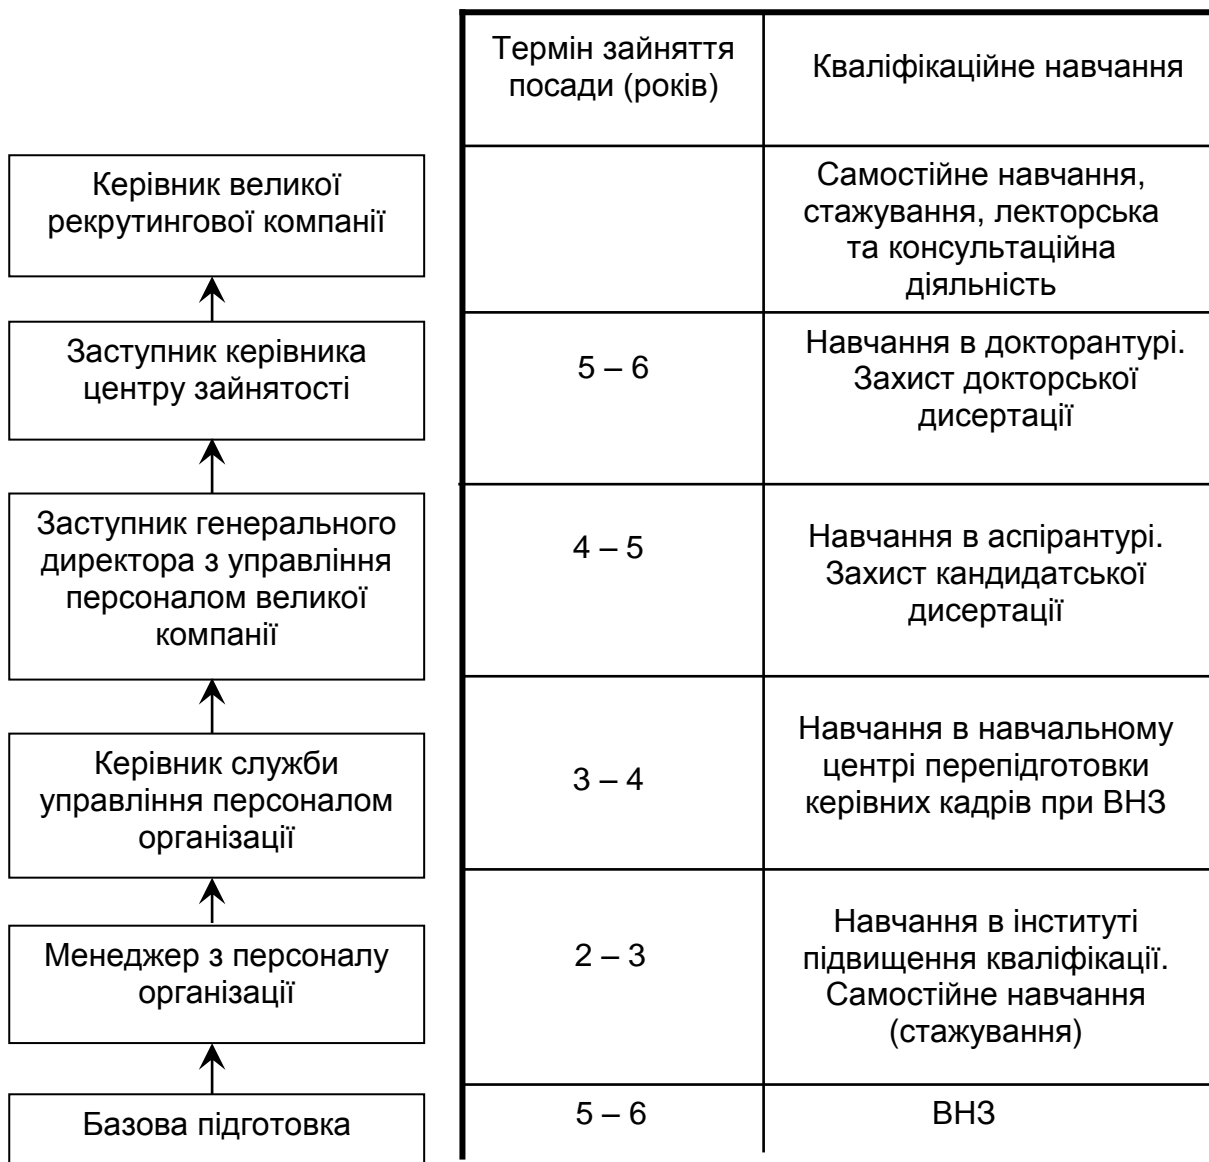 Термін зайняття
посади (років)
Кваліфікаційне навчання
Керівник великої
рекрутингової компанії
Самостійне навчання,
стажування, лекторська
та консультаційна
діяльність
Заступник керівника
центру зайнятості
5 – 6
Навчання в докторантурі.
Захист докторської
дисертації
Заступник генерального
директора з управління
персоналом великої
компанії
4 – 5
Навчання в аспірантурі.
Захист кандидатської
дисертації
Керівник служби
управління персоналом
організації
3 – 4
Навчання в навчальному
центрі перепідготовки
керівних кадрів при ВНЗ
Менеджер з персоналу
організації
2 – 3
Навчання в інституті
підвищення кваліфікації.
Самостійне навчання
(стажування)
Базова підготовка
5 – 6
ВНЗ